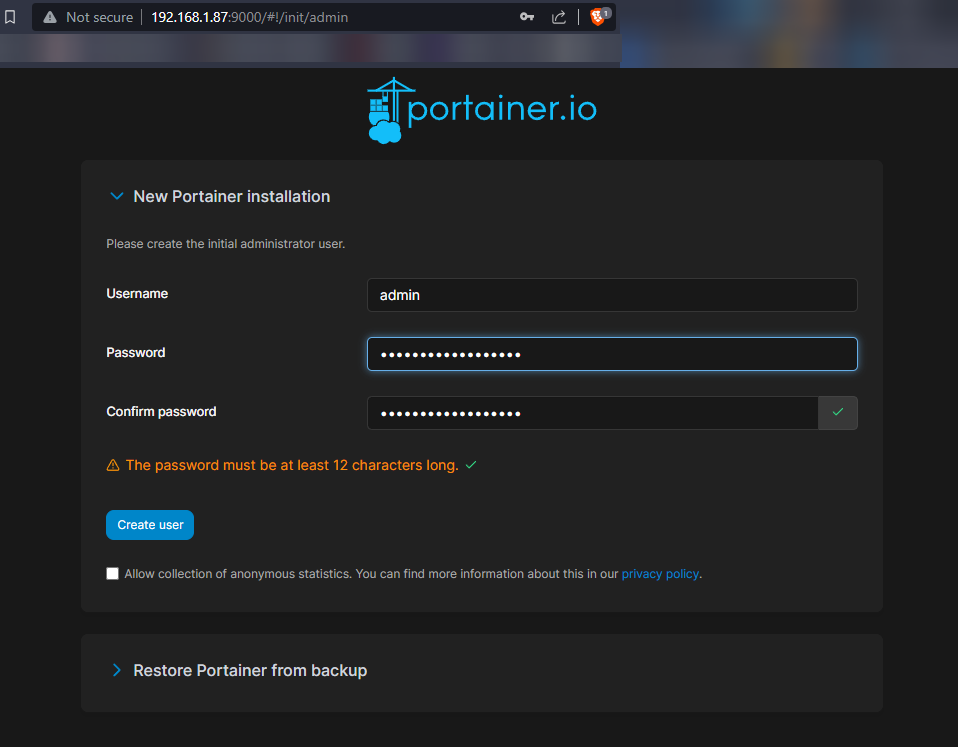 Not secure 192.168.1.87:9000/#!/init/admin 1
portainer.io
New Portainer installation
Please create the initial administrator user.
Username admin
Password ••••••••••••••••••
Confirm password ••••••••••••••••••
The password must be at least 12 characters long.
Create user
Allow collection of anonymous statistics. You can find more information about this in our privacy policy.
Restore Portainer from backup